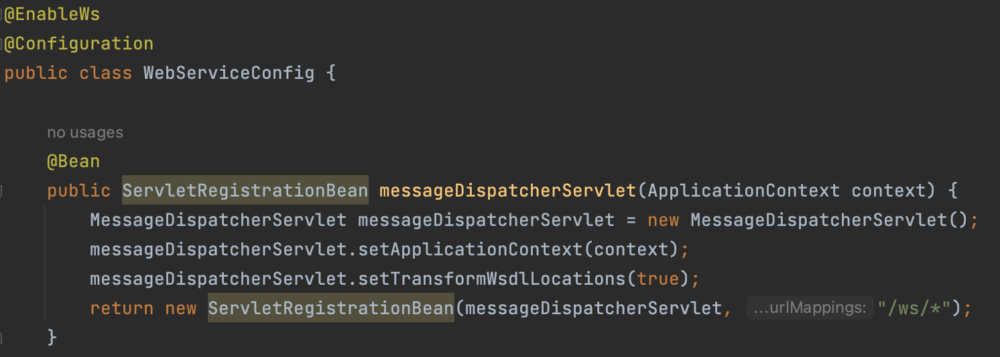 @EnableWs
@Configuration
public class WebServiceConfig {
no usages
@Bean
public ServletRegistrationBean messageDispatcherServlet(ApplicationContext context) {
MessageDispatcherServlet messageDispatcherServlet = new MessageDispatcherServlet();
messageDispatcherServlet.setApplicationContext(context);
messageDispatcherServlet.setTransformWsdlLocations(true);
return new ServletRegistrationBean(messageDispatcherServlet, ...urlMappings: "/ws/*");
}